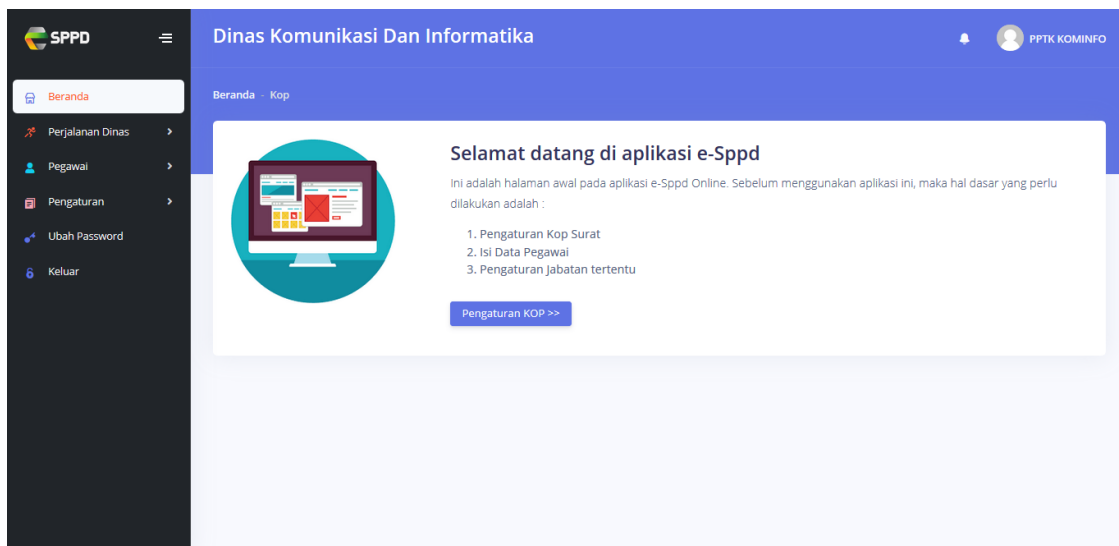 SPPD
Dinas Komunikasi Dan Informatika
PPTK KOMINFO
Beranda
Perjalanan Dinas
Pegawai
Pengaturan
Ubah Password
Keluar
Beranda - Kop
Selamat datang di aplikasi e-Sppd
Ini adalah halaman awal pada aplikasi e-Sppd Online. Sebelum menggunakan aplikasi ini, maka hal dasar yang perlu
dilakukan adalah :
1. Pengaturan Kop Surat
2. Isi Data Pegawai
3. Pengaturan Jabatan tertentu
Pengaturan KOP >>